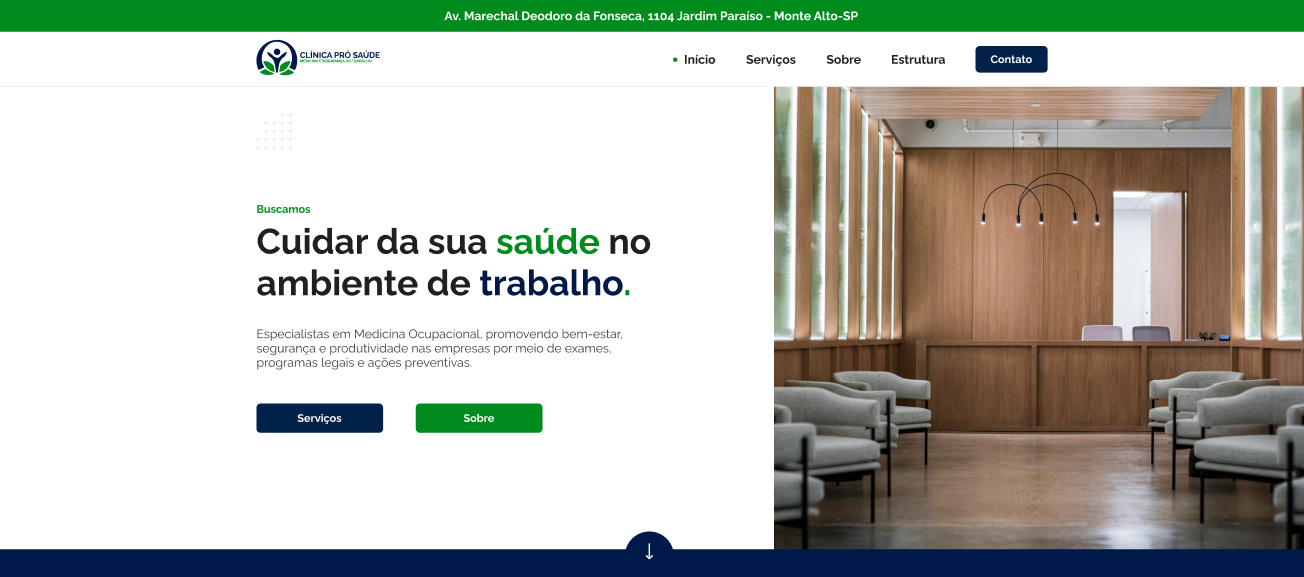 Av. Marechal Deodoro da Fonseca, 1104 Jardim Paraíso - Monte Alto-SP
CLÍNICA PRÓ SAÚDE
MEDICINA E SEGURANÇA DO TRABALHO
Início
Serviços
Sobre
Estrutura
Contato
Buscamos
Cuidar da sua saúde no
ambiente de trabalho.
Especialistas em Medicina Ocupacional, promovendo bem-estar,
segurança e produtividade nas empresas por meio de exames,
programas legais e ações preventivas.
Serviços
Sobre